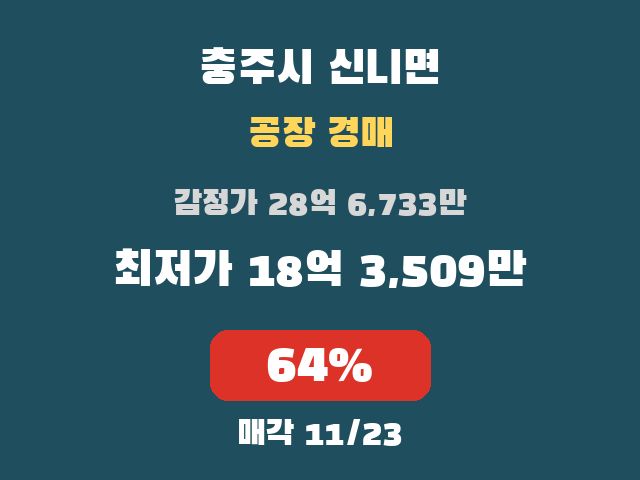 충주시 신니면
공장 경매
감정가 28억 6,733만
최저가 18억 3,509만
64%
매각 11/23